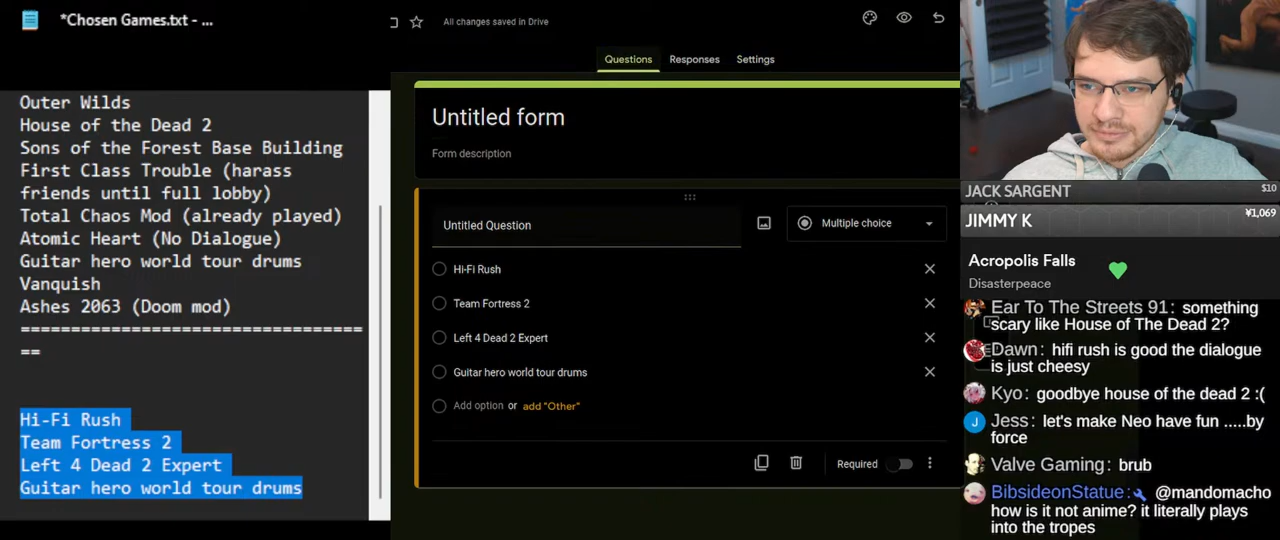 *Chosen Games.txt - ...
Outer Wilds
House of the Dead 2
Sons of the Forest Base Building
First Class Trouble (harass
friends until full lobby)
Total Chaos Mod (already played)
Atomic Heart (No Dialogue)
Guitar hero world tour drums
Vanquish
Ashes 2063 (Doom mod)
==================================
==
Hi-Fi Rush
Team Fortress 2
Left 4 Dead 2 Expert
Guitar hero world tour drums
All changes saved in Drive
Questions Responses Settings
Untitled form
Form description
Untitled Question
Multiple choice
Hi-Fi Rush
Team Fortress 2
Left 4 Dead 2 Expert
Guitar hero world tour drums
Add option or add "Other"
Required
JACK SARGENT $10
JIMMY K ¥1,069
Acropolis Falls
Disasterpeace
Ear To The Streets 91: something
scary like House of The Dead 2?
Dawn: hifi rush is good the dialogue
is just cheesy
Kyo: goodbye house of the dead 2 :(
Jess: let's make Neo have fun .....by
force
Valve Gaming: brub
BibsideonStatue: @mandomacho
how is it not anime? it literally plays
into the tropes